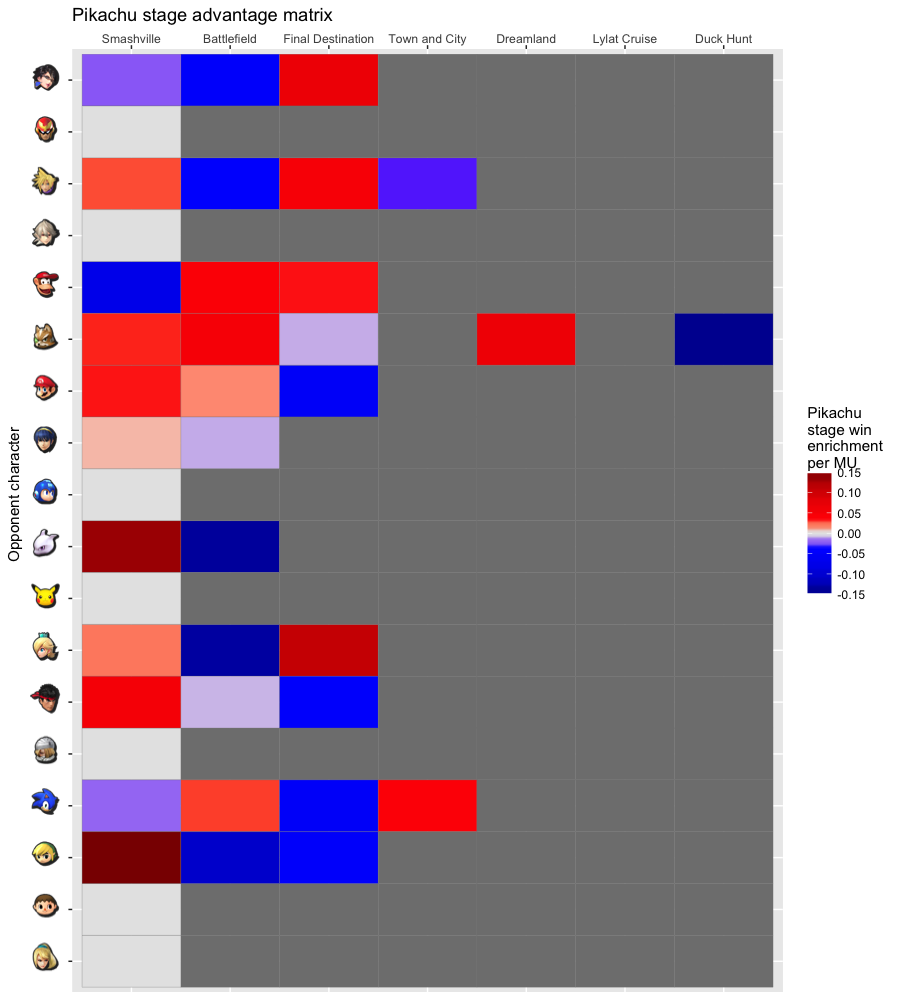 Pikachu stage advantage matrix
Smashville Battlefield Final Destination Town and City Dreamland Lylat Cruise Duck Hunt
Opponent character
Pikachu
stage win
enrichment
per MU
0.15
0.10
0.05
0.00
-0.05
-0.10
-0.15